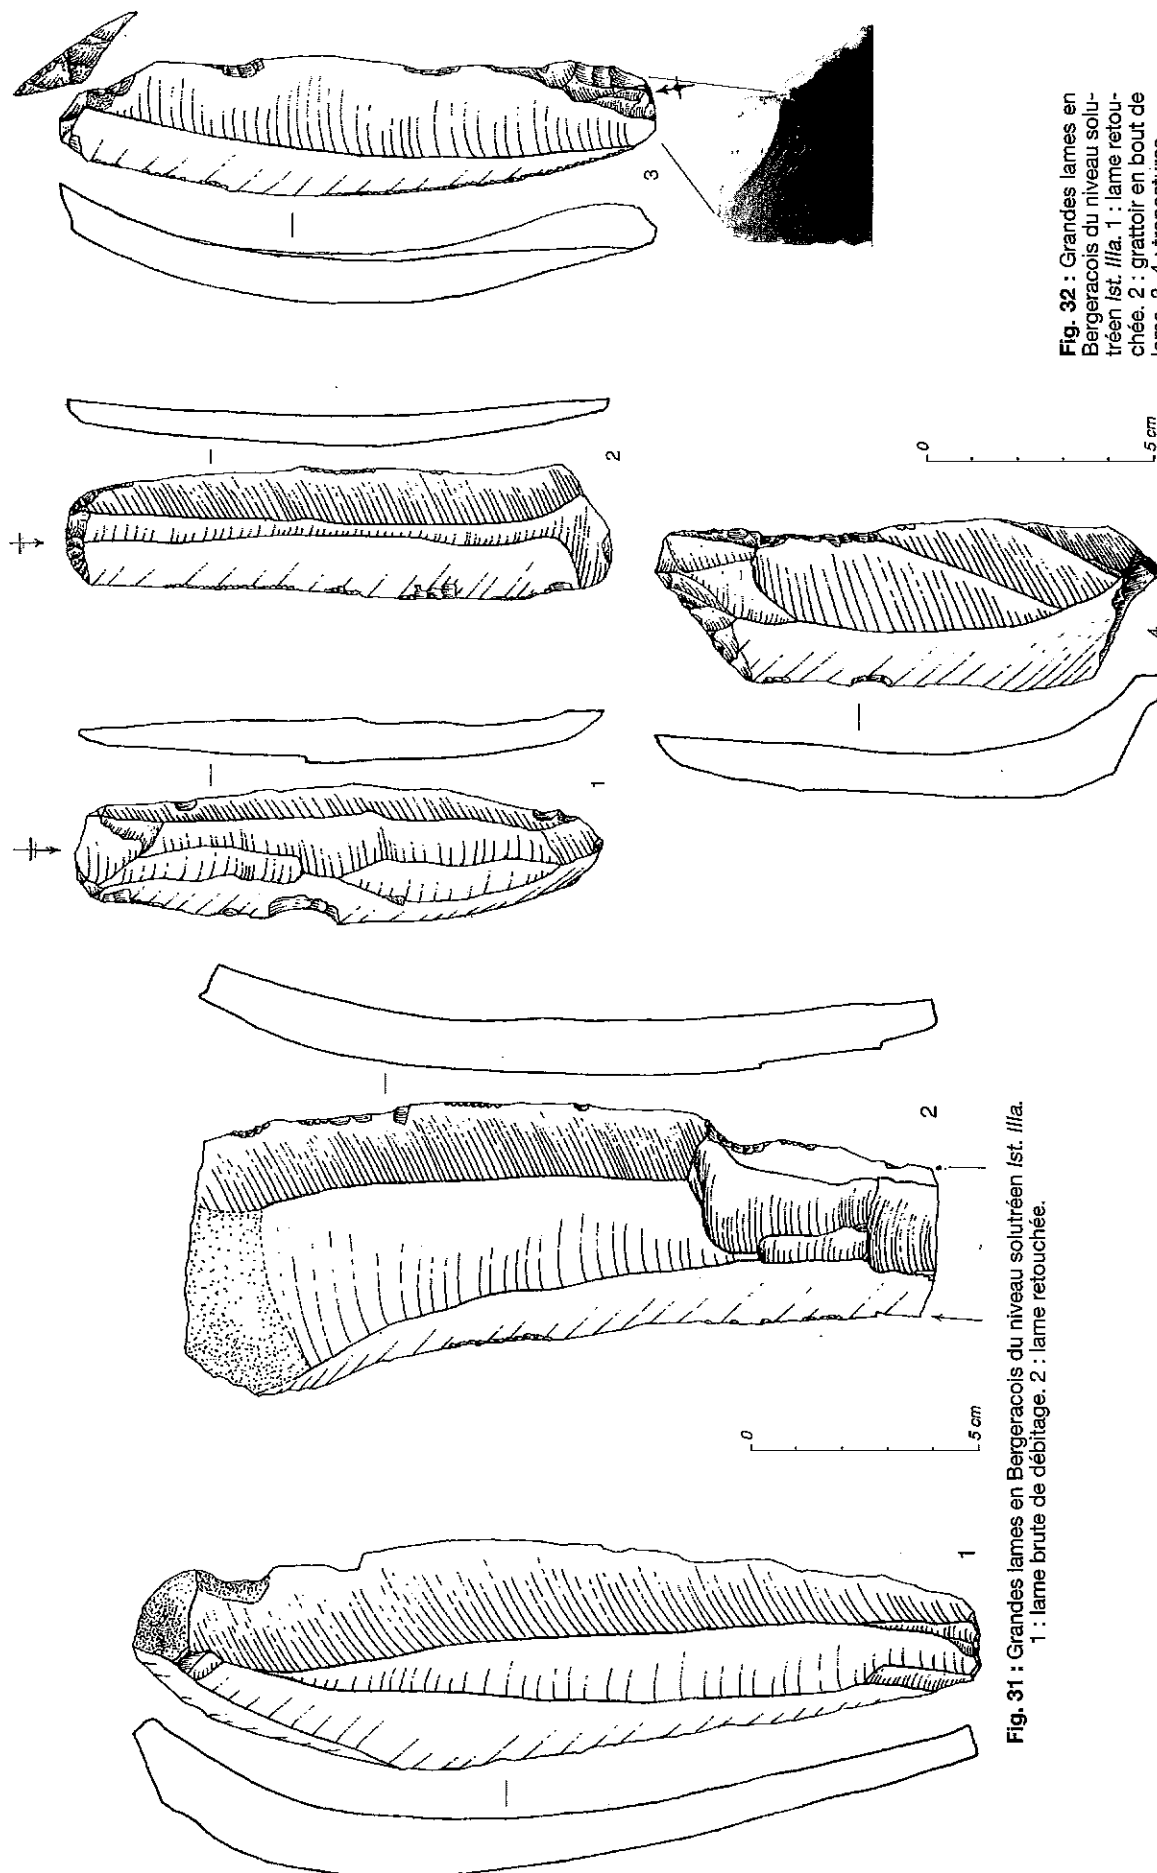 1
0
5 cm
2
Fig. 31 : Grandes lames en Bergeracois du niveau solutréen Ist. IIIa.
1 : lame brute de débitage. 2 : lame retouchée.
1
2
3
4
0
5 cm
Fig. 32 : Grandes lames en
Bergeracois du niveau solu-
tréen Ist. IIIa. 1 : lame retou-
chée. 2 : grattoir en bout de